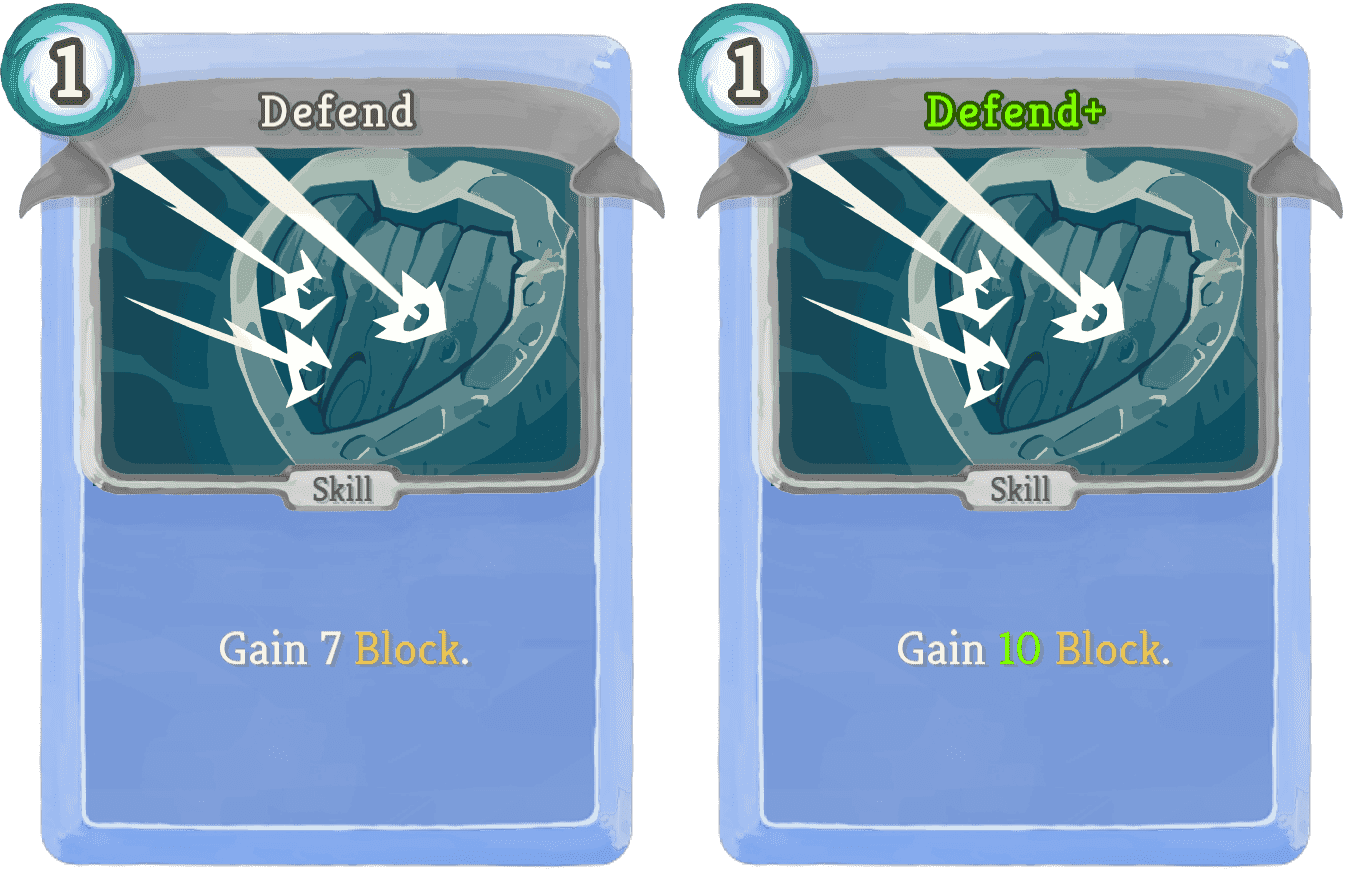 1
Defend
Skill
Gain 7 Block.
1
Defend+
Skill
Gain 10 Block.